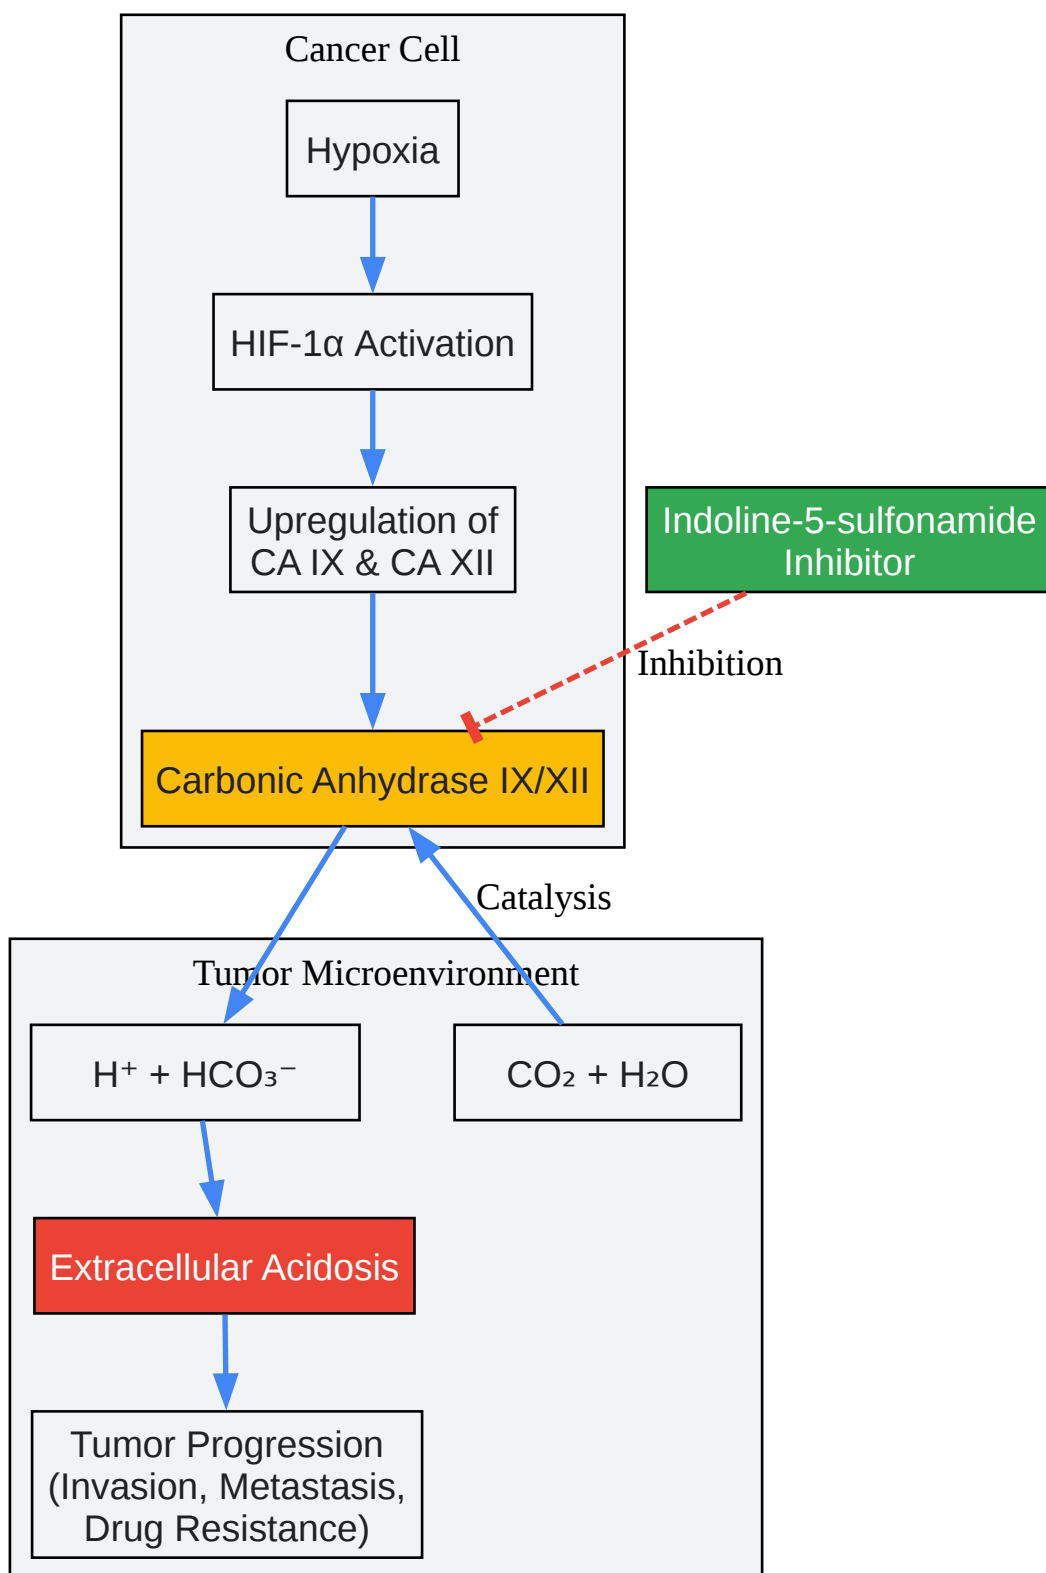 Cancer Cell
Hypoxia
HIF-1α Activation
Upregulation of
CA IX & CA XII
Indoline-5-sulfonamide
Inhibitor
Inhibition
Carbonic Anhydrase IX/XII
Catalysis
Tumor Microenvironment
H⁺ + HCO₃⁻
CO₂ + H₂O
Extracellular Acidosis
Tumor Progression
(Invasion, Metastasis,
Drug Resistance)